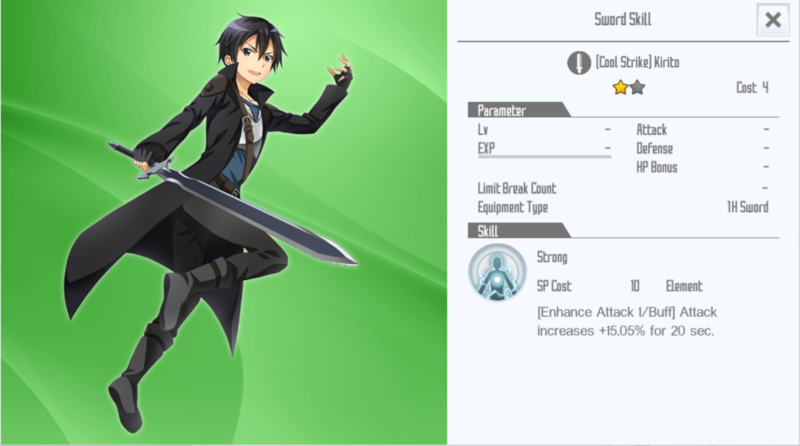 Sword Skill
[Cool Strike] Kirito
Cost 4
Parameter
Lv -
Attack -
EXP -
Defense -
HP Bonus -
Limit Break Count -
Equipment Type 1H Sword
Skill
Strong
SP Cost 10 Element
[Enhance Attack 1/Buff] Attack
increases +15.05% for 20 sec.